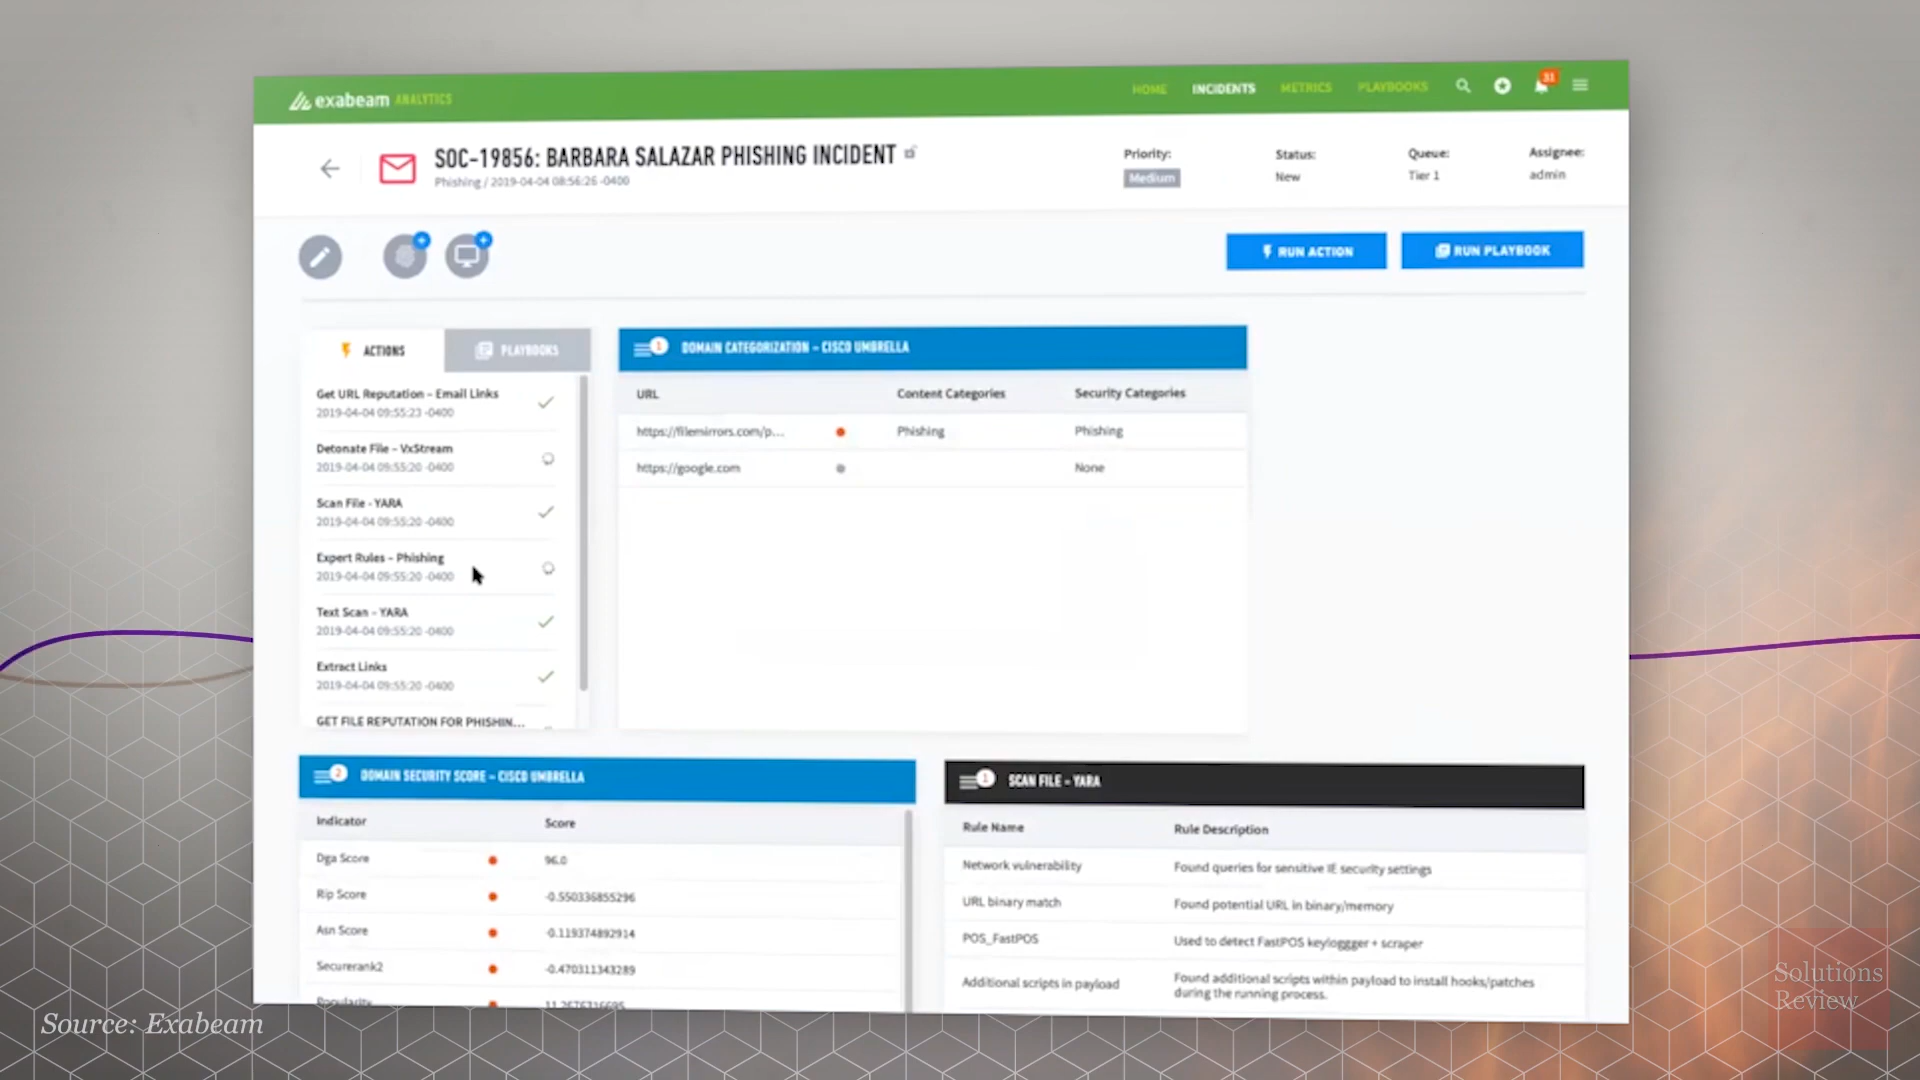 exabeam ANALYTICS
HOME INCIDENTS METRICS PLAYBOOKS 31
SOC-19856: BARBARA SALAZAR PHISHING INCIDENT
Phishing / 2019-04-04 08:56:26 -0400
Priority: Status: Queue: Assignee:
Medium New Tier 1 admin
RUN ACTION RUN PLAYBOOK
ACTIONS PLAYBOOKS
Get URL Reputation – Email Links
2019-04-04 09:55:23 -0400
Detonate File – VxStream
2019-04-04 09:55:20 -0400
Scan File - YARA
2019-04-04 09:55:20 -0400
Expert Rules – Phishing
2019-04-04 09:55:20 -0400
Text Scan – YARA
2019-04-04 09:55:20 -0400
Extract Links
2019-04-04 09:55:20 -0400
GET FILE REPUTATION FOR PHISHIN...
1 DOMAIN CATEGORIZATION – CISCO UMBRELLA
URL Content Categories Security Categories
https://filemirrors.com/p... Phishing Phishing
https://google.com None
2 DOMAIN SECURITY SCORE – CISCO UMBRELLA
Indicator Score
Dga Score 96.0
Rip Score -0.550336855296
Asn Score -0.119374892914
Securerank2 -0.470311343289
Popularity
1 SCAN FILE – YARA
Rule Name Rule Description
Network vulnerability Found queries for sensitive IE security settings
URL binary match Found potential URL in binary/memory
POS_FastPOS Used to detect FastPOS keyloggger + scraper
Additional scripts in payload Found additional scripts within payload to install hooks/patches
during the running process.
Source: Exabeam
Solutions
Review